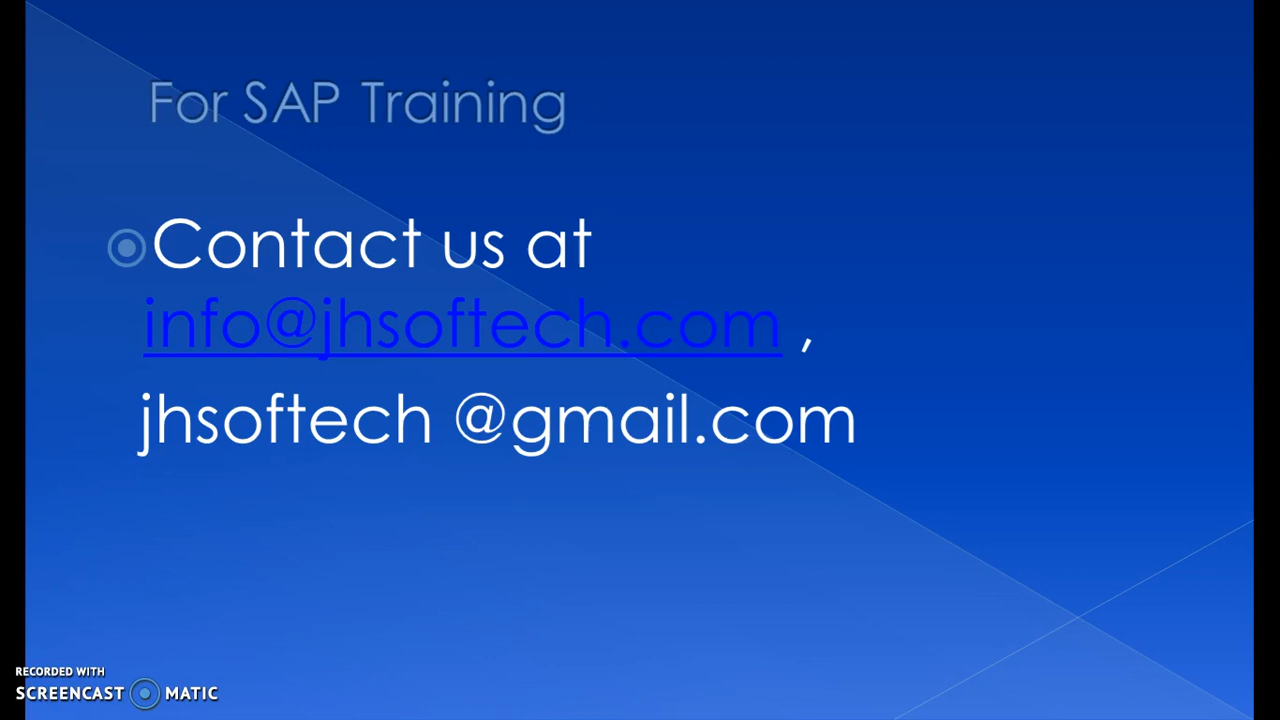 For SAP Training
Contact us at
info@jhsoftech.com ,
jhsoftech @gmail.com
RECORDED WITH
SCREENCAST MATIC